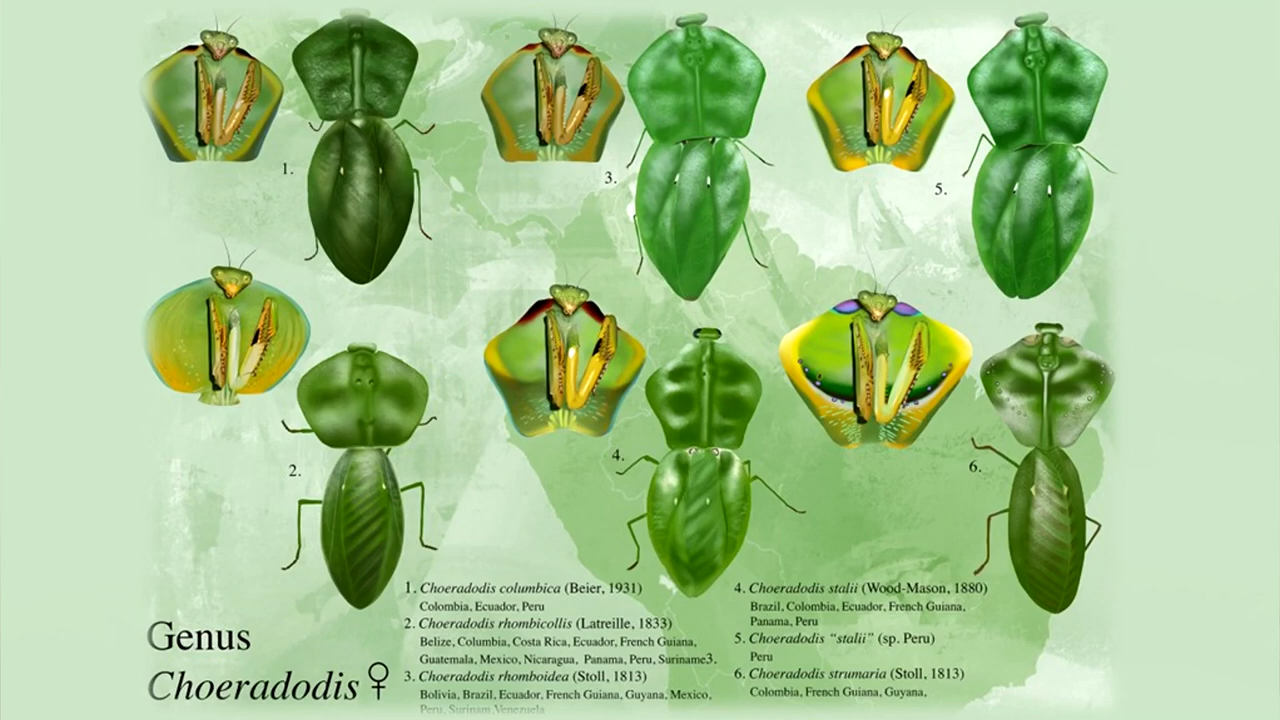 1.
3.
5.
2.
4.
6.
Genus
Choeradodis ♀
1. Choeradodis columbica (Beier, 1931)
Colombia, Ecuador, Peru
2. Choeradodis rhombicollis (Latreille, 1833)
Belize, Columbia, Costa Rica, Ecuador, French Guiana,
Guatemala, Mexico, Nicaragua, Panama, Peru, Suriname3.
3. Choeradodis rhomboidea (Stoll, 1813)
Bolivia, Brazil, Ecuador, French Guiana, Guyana, Mexico,
Peru, Surinam,Venezuela
4. Choeradodis stalii (Wood-Mason, 1880)
Brazil, Colombia, Ecuador, French Guiana,
Panama, Peru
5. Choeradodis “stalii” (sp. Peru)
Peru
6. Choeradodis strumaria (Stoll, 1813)
Colombia, French Guiana, Guyana,